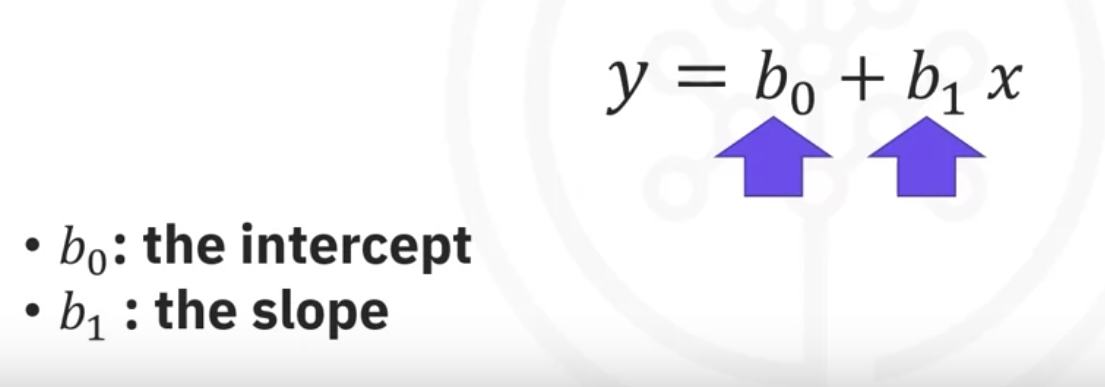 y = b₀ + b₁ x
• b₀: the intercept
• b₁ : the slope